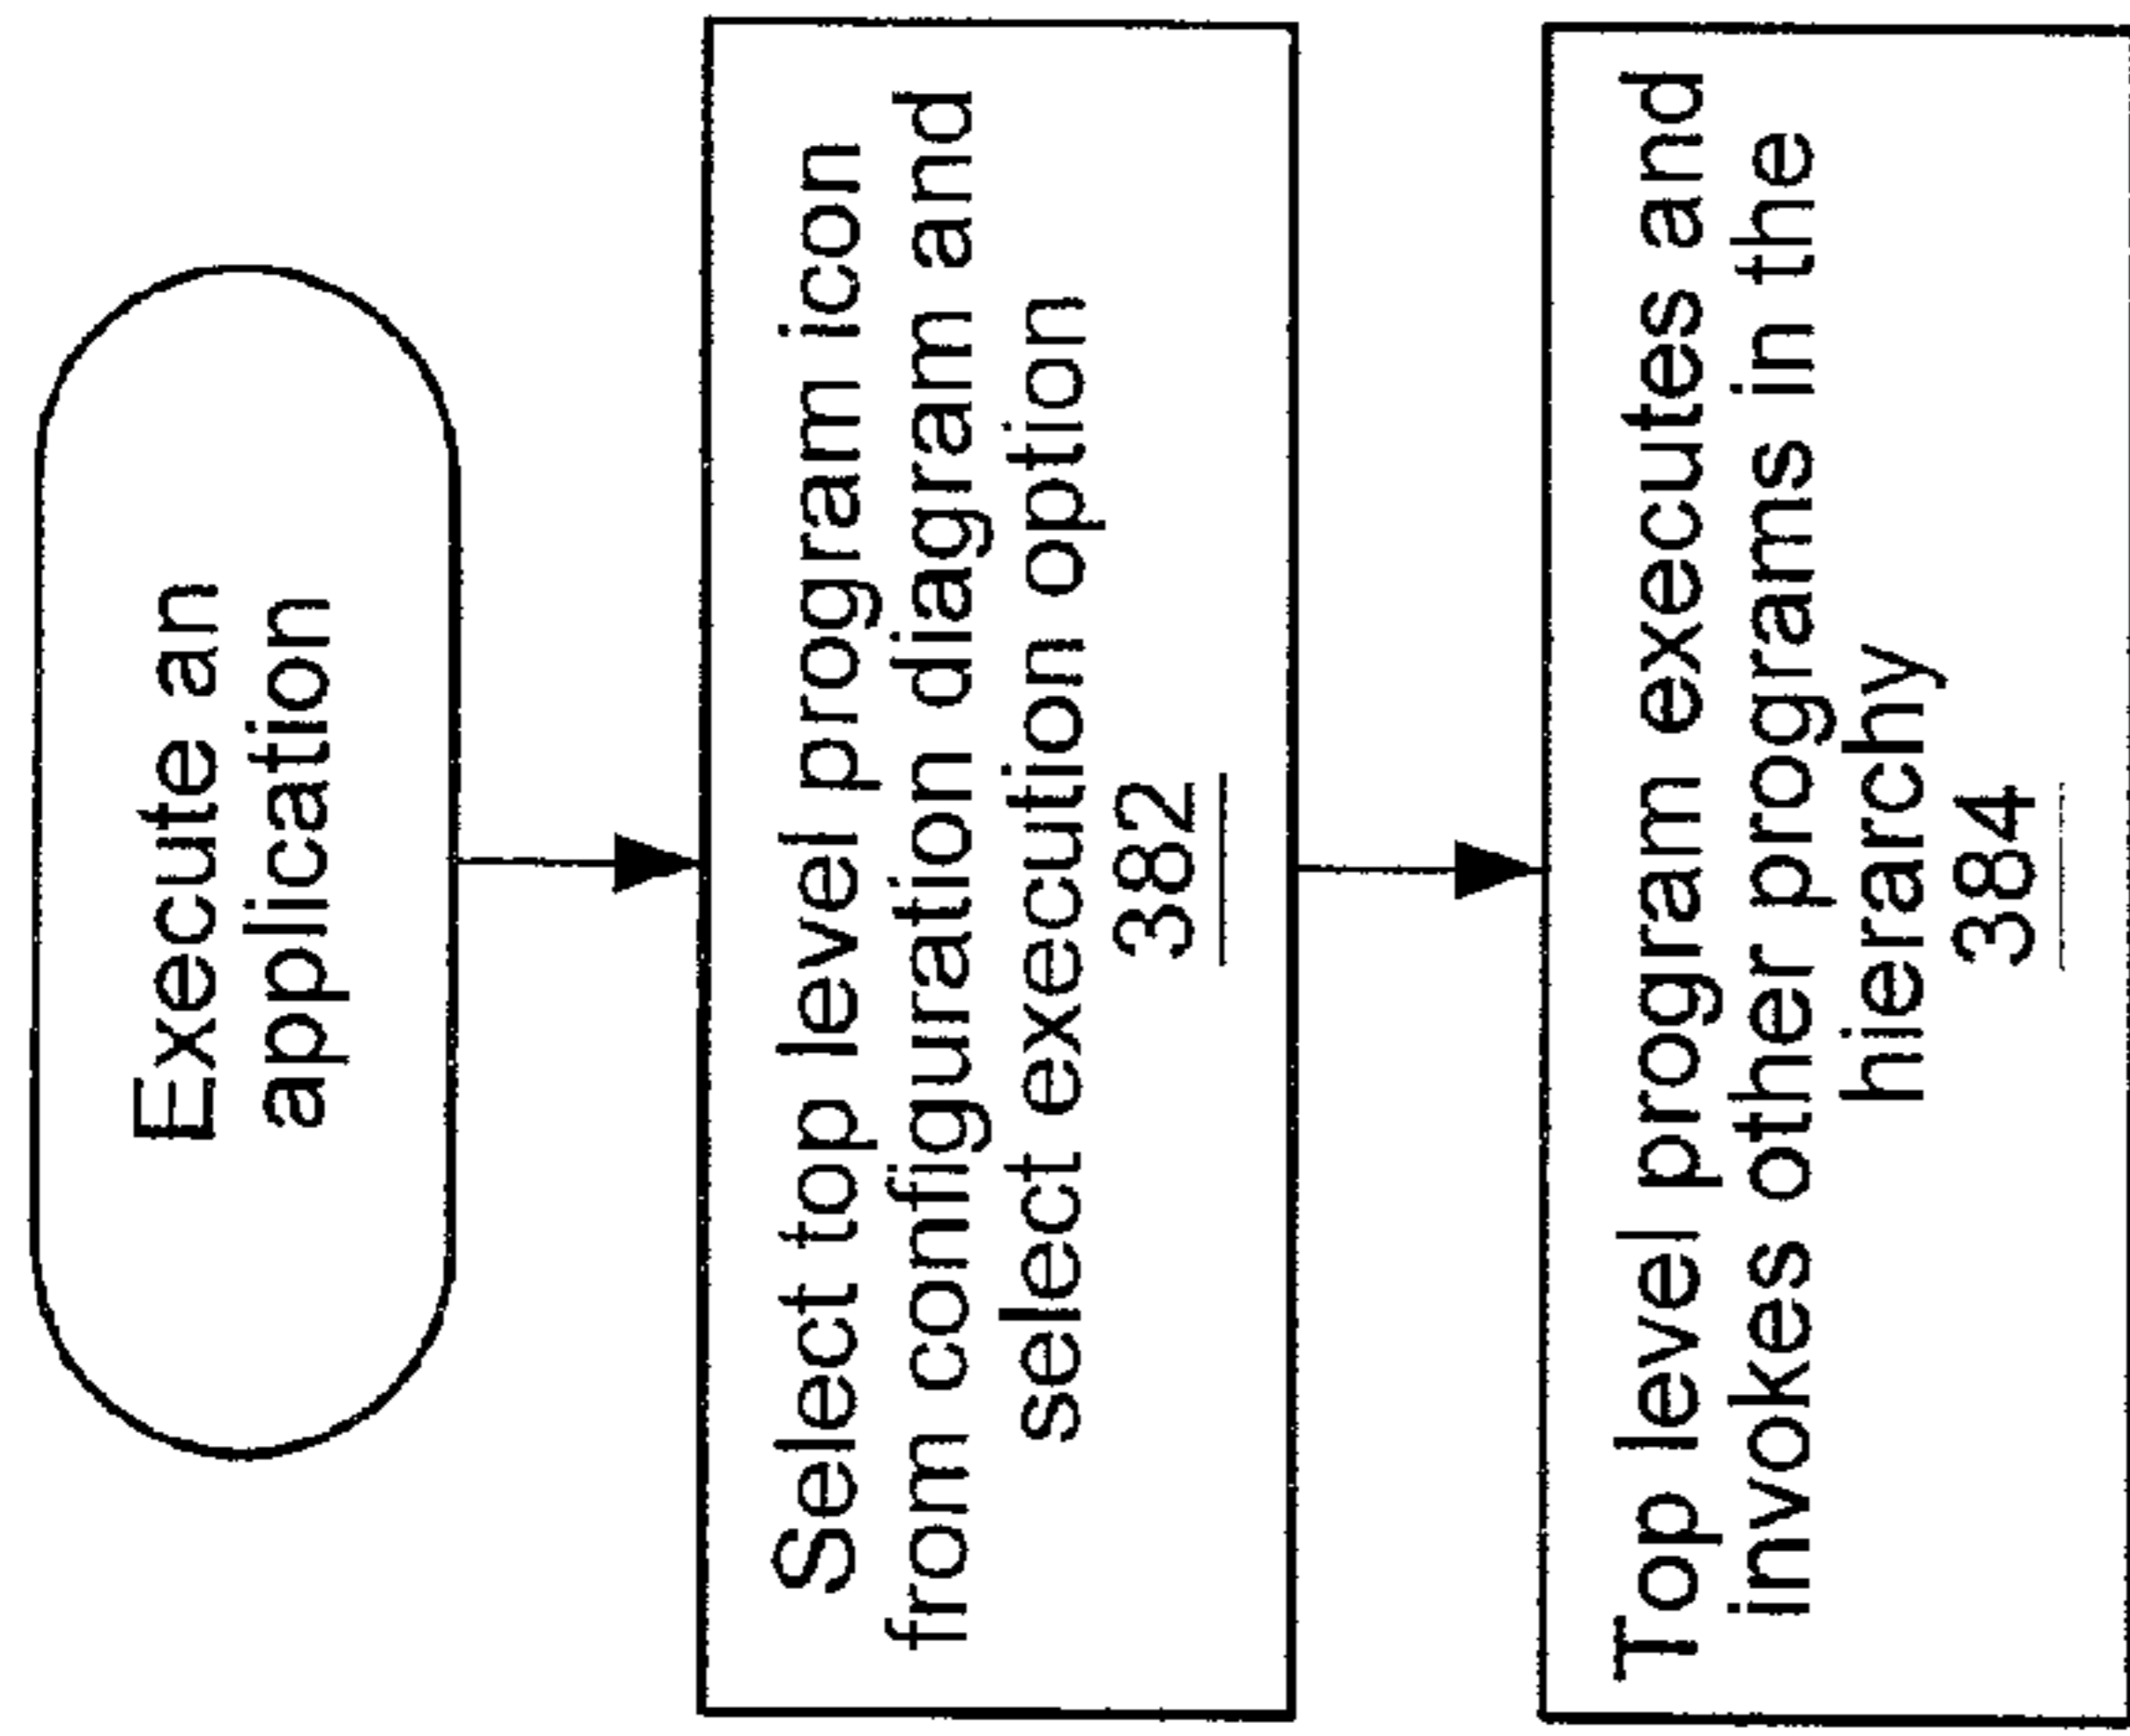 Execute an
application
Select top level program icon
from configuration diagram and
select execution option
382
Top level program executes and
invokes other programs in the
hierarchy
384